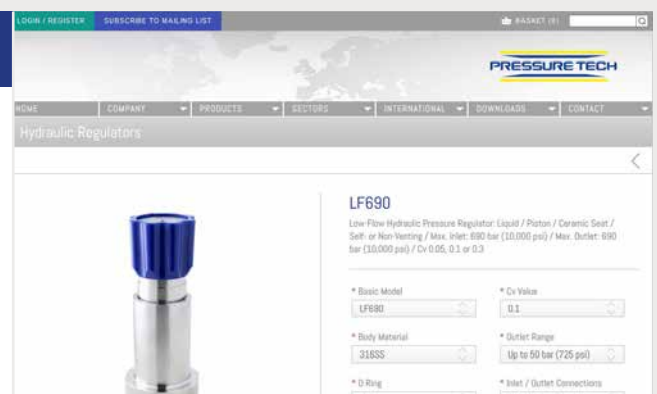 LOGIN / REGISTER
SUBSCRIBE TO MAILING LIST
BASKET (0)
PRESSURE TECH
HOME
COMPANY
PRODUCTS
SECTORS
INTERNATIONAL
DOWNLOADS
CONTACT
Hydraulic Regulators
LF690
Low-Flow Hydraulic Pressure Regulator: Liquid / Piston / Ceramic Seat /
Self- or Non-Venting / Max. Inlet: 690 bar (10,000 psi) / Max. Outlet: 690
bar (10,000 psi) / Cv 0.05, 0.1 or 0.3
* Basic Model
* Cv Value
LF690
0.1
* Body Material
* Outlet Range
316SS
Up to 50 bar (725 psi)
* O Ring
* Inlet / Outlet Connections